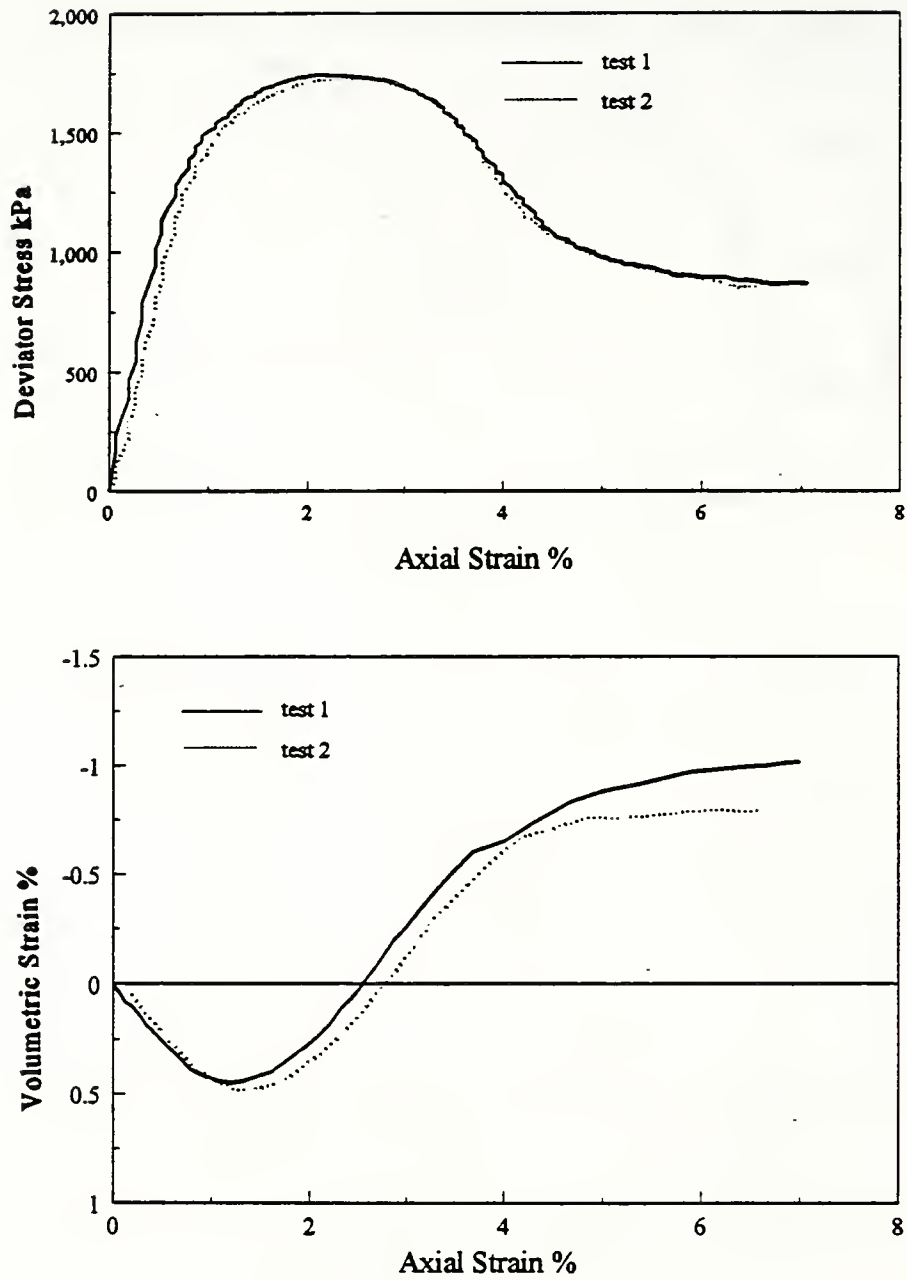 2,000
1,500
1,000
500
0
Deviator Stress kPa
test 1
test 2
0
2
4
6
8
Axial Strain %
-1.5
-1
-0.5
0
0.5
1
Volumetric Strain %
test 1
test 2
0
2
4
6
8
Axial Strain %